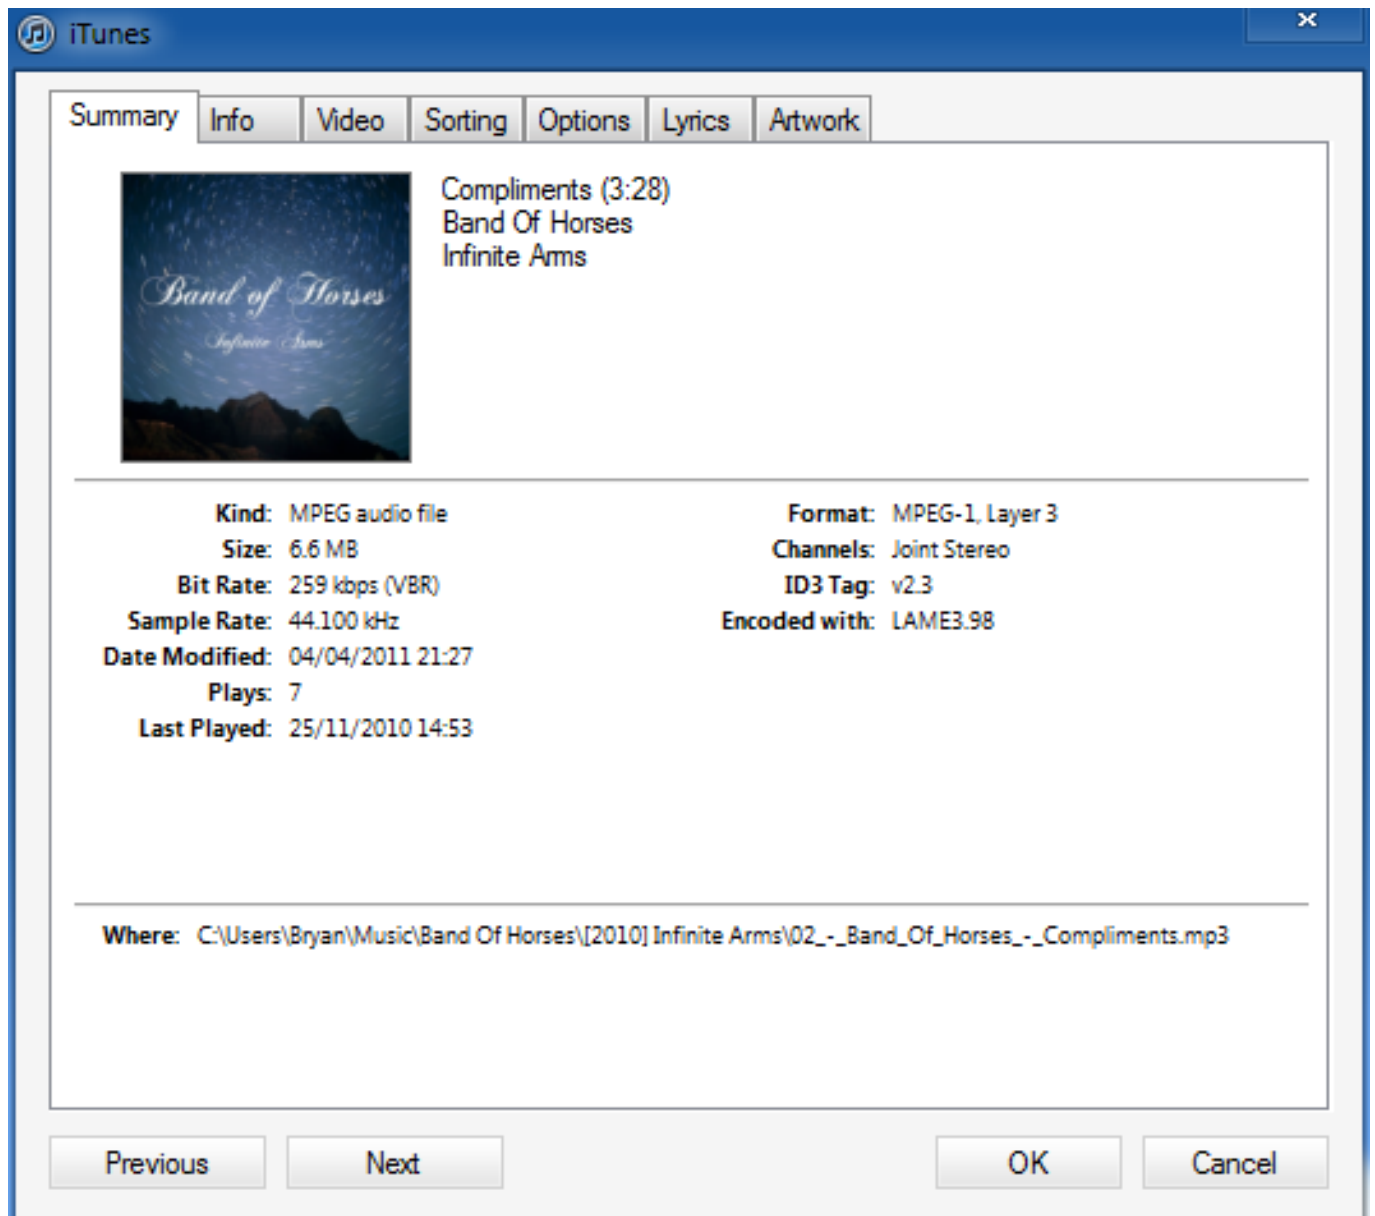 iTunes
Summary Info Video Sorting Options Lyrics Artwork
Compliments (3:28)
Band Of Horses
Infinite Arms
Band of Horses
Infinite Arms
Kind: MPEG audio file
Size: 6.6 MB
Bit Rate: 259 kbps (VBR)
Sample Rate: 44.100 kHz
Date Modified: 04/04/2011 21:27
Plays: 7
Last Played: 25/11/2010 14:53
Format: MPEG-1, Layer 3
Channels: Joint Stereo
ID3 Tag: v2.3
Encoded with: LAME3.98
Where: C:\Users\Bryan\Music\Band Of Horses\[2010] Infinite Arms\02_-_Band_Of_Horses_-_Compliments.mp3
Previous Next OK Cancel